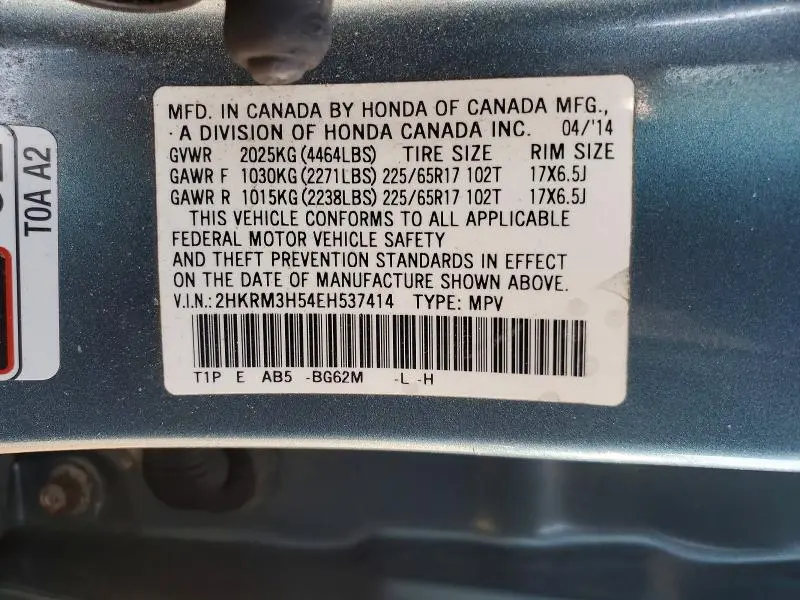 MFD. IN CANADA BY HONDA OF CANADA MFG.,
A DIVISION OF HONDA CANADA INC. 04/'14
GVWR 2025KG (4464LBS) TIRE SIZE RIM SIZE
GAWR F 1030KG (2271LBS) 225/65R17 102T 17X6.5J
GAWR R 1015KG (2238LBS) 225/65R17 102T 17X6.5J
THIS VEHICLE CONFORMS TO ALL APPLICABLE
FEDERAL MOTOR VEHICLE SAFETY
AND THEFT PREVENTION STANDARDS IN EFFECT
ON THE DATE OF MANUFACTURE SHOWN ABOVE.
V.I.N.: 2HKRM3H54EH537414 TYPE: MPV
T1P E AB5 -BG62M -L -H
T0A A2